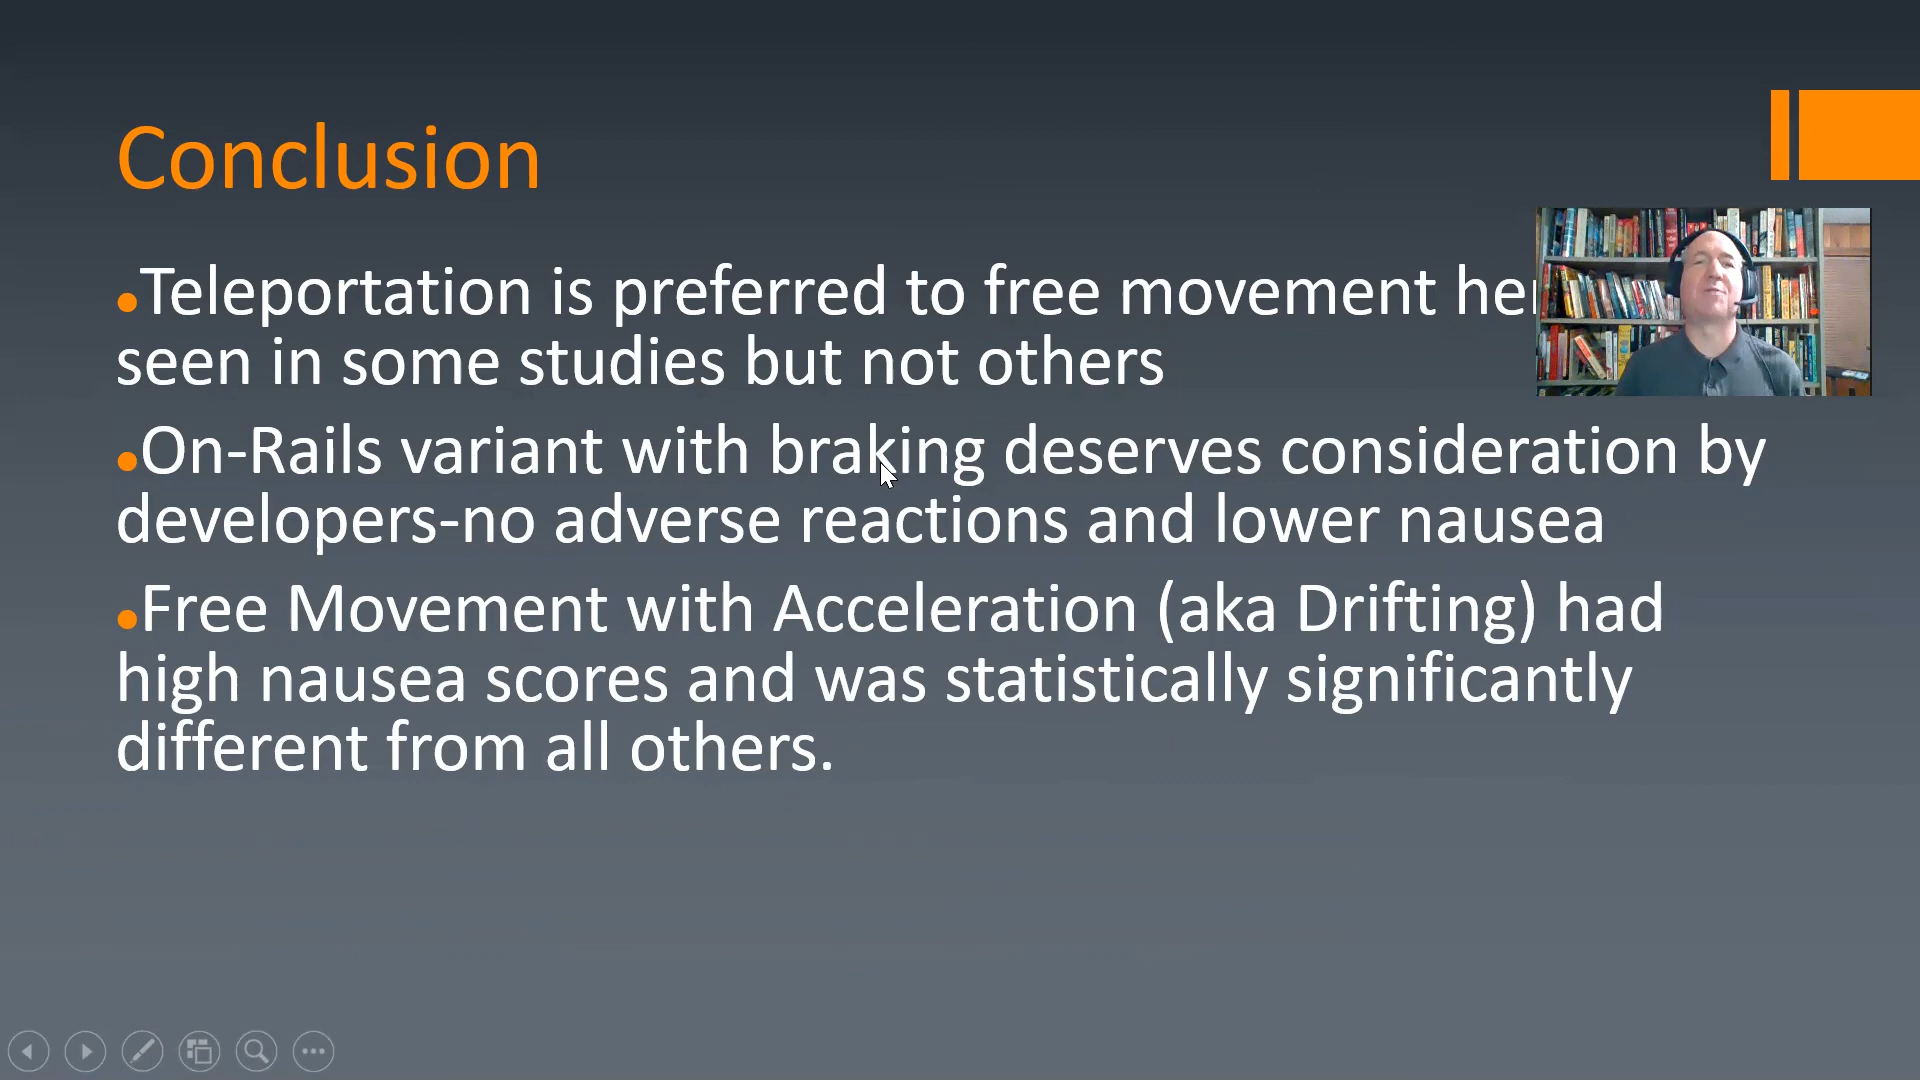 Conclusion
•Teleportation is preferred to free movement
seen in some studies but not others
•On-Rails variant with braking deserves consideration by
developers-no adverse reactions and lower nausea
•Free Movement with Acceleration (aka Drifting) had
high nausea scores and was statistically significantly
different from all others.